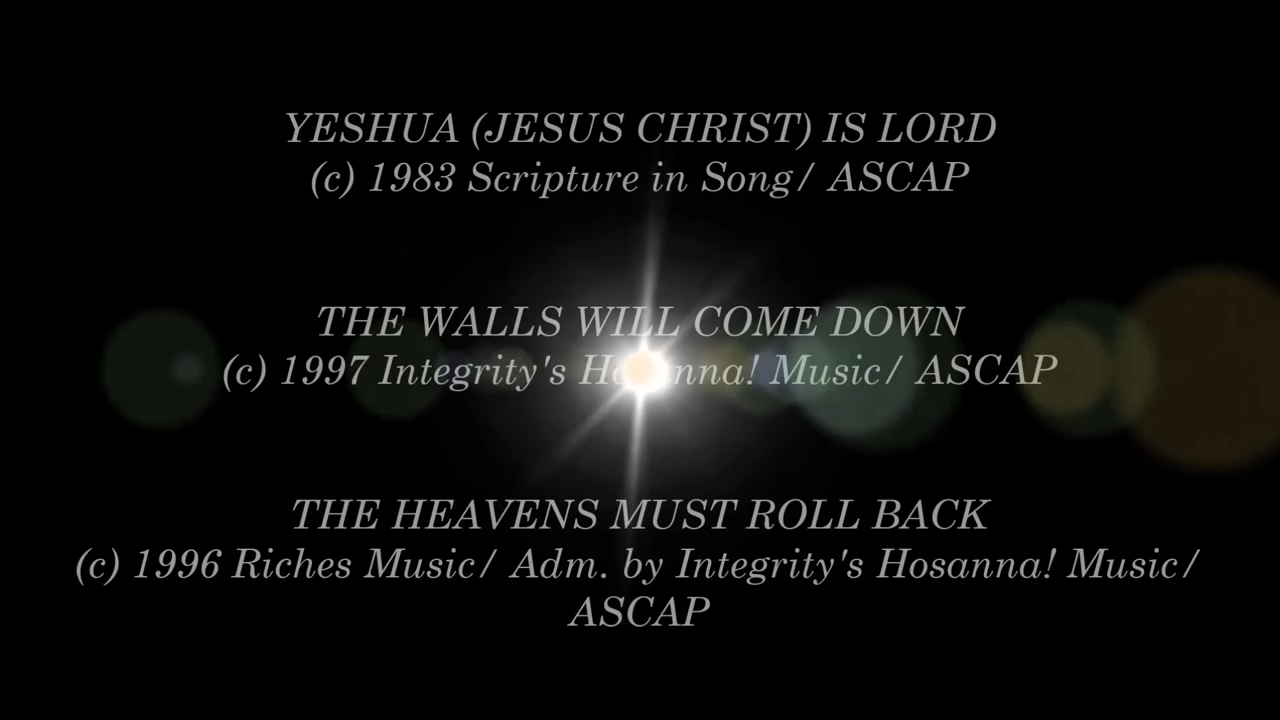 YESHUA (JESUS CHRIST) IS LORD
(c) 1983 Scripture in Song/ ASCAP
THE WALLS WILL COME DOWN
(c) 1997 Integrity's Hosanna! Music/ ASCAP
THE HEAVENS MUST ROLL BACK
(c) 1996 Riches Music/ Adm. by Integrity's Hosanna! Music/
ASCAP